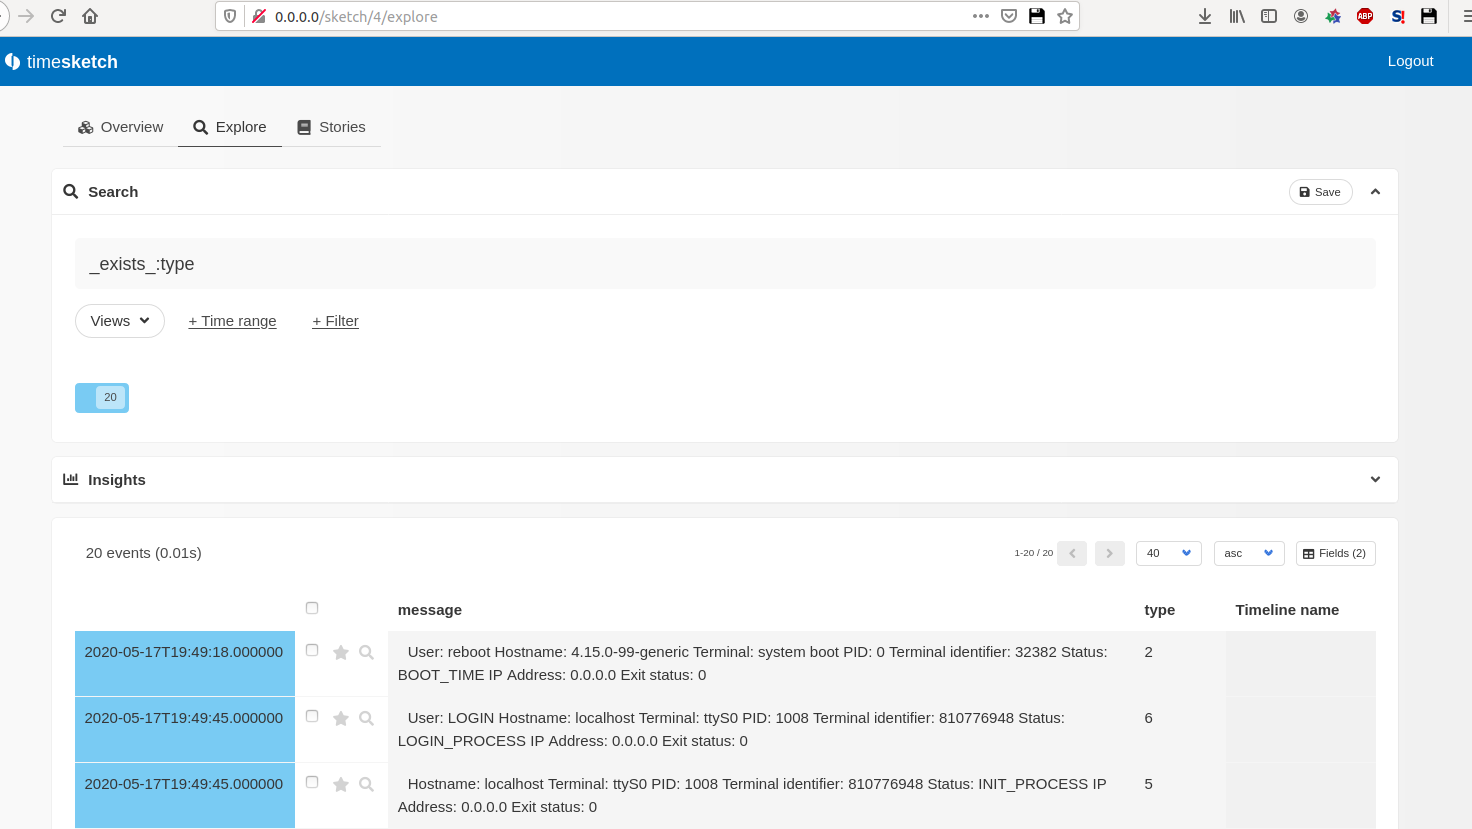 0.0.0.0/sketch/4/explore
ABP
S!
timesketch
Logout
Overview
Explore
Stories
Search
Save
_exists_:type
Views
+ Time range
+ Filter
20
Insights
20 events (0.01s)
1-20 / 20
40
asc
Fields (2)
message
type
Timeline name
2020-05-17T19:49:18.000000
User: reboot Hostname: 4.15.0-99-generic Terminal: system boot PID: 0 Terminal identifier: 32382 Status:
BOOT_TIME IP Address: 0.0.0.0 Exit status: 0
2
2020-05-17T19:49:45.000000
User: LOGIN Hostname: localhost Terminal: ttyS0 PID: 1008 Terminal identifier: 810776948 Status:
LOGIN_PROCESS IP Address: 0.0.0.0 Exit status: 0
6
2020-05-17T19:49:45.000000
Hostname: localhost Terminal: ttyS0 PID: 1008 Terminal identifier: 810776948 Status: INIT_PROCESS IP
Address: 0.0.0.0 Exit status: 0
5